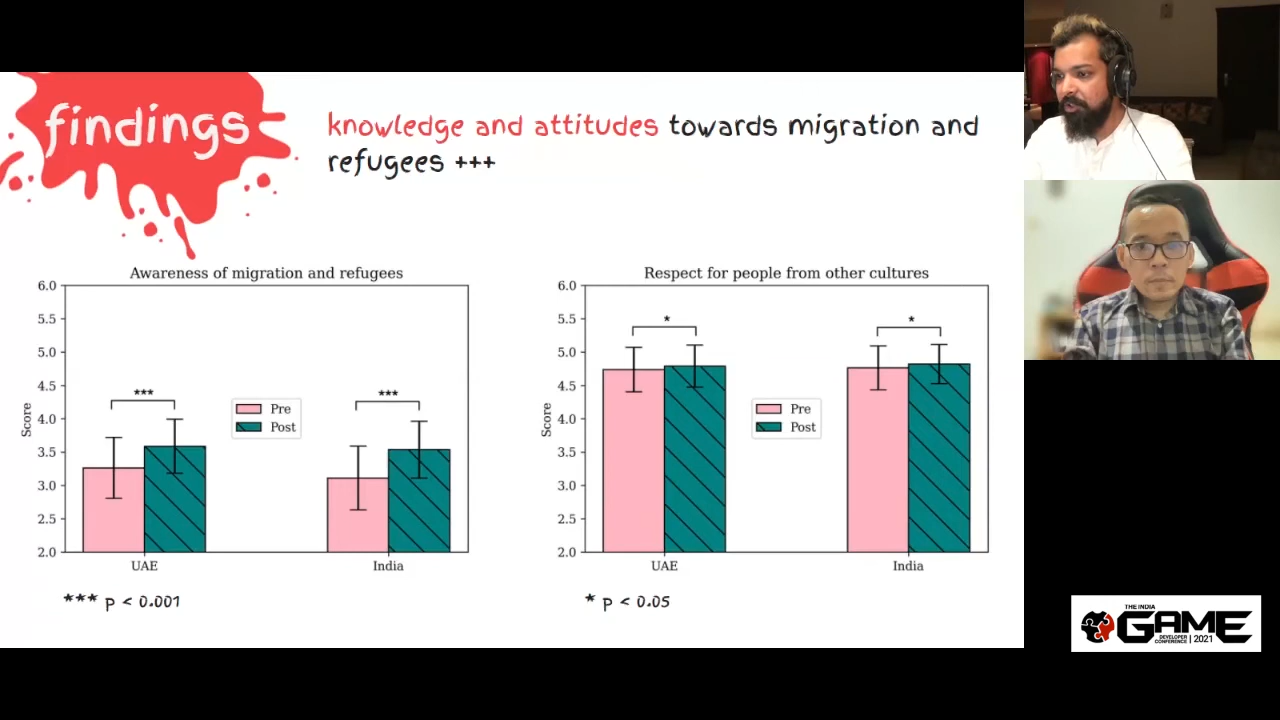 findings
knowledge and attitudes towards migration and
refugees +++
Awareness of migration and refugees
6.0
5.5
5.0
4.5
4.0
3.5
3.0
2.5
2.0
Score
***
***
Pre
Post
UAE
India
*** p < 0.001
Respect for people from other cultures
6.0
5.5
5.0
4.5
4.0
3.5
3.0
2.5
2.0
Score
*
*
Pre
Post
UAE
India
* p < 0.05
THE INDIA
GAME
DEVELOPER
CONFERENCE | 2021